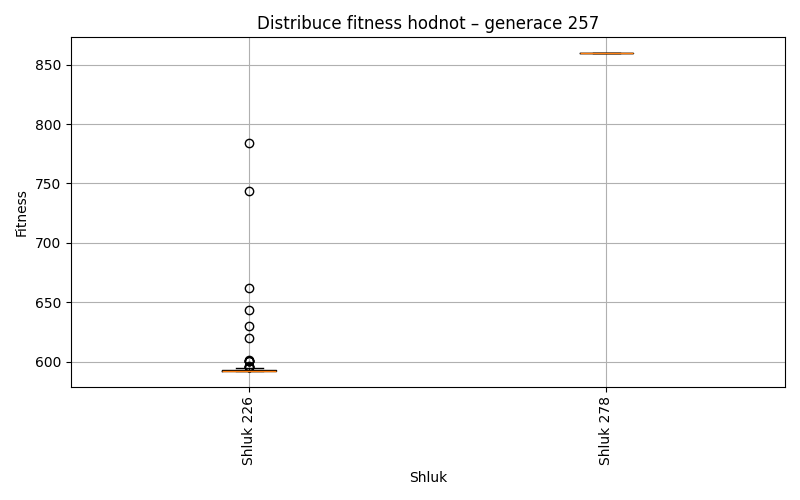 Distribuce fitness hodnot – generace 257
Fitness
850
800
750
700
650
600
Shluk 226
Shluk 278
Shluk